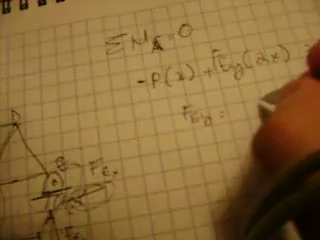 ΣM_A=0
-P(x) + F_Ey(2x) =
F_Ey =
D
E F_Ex